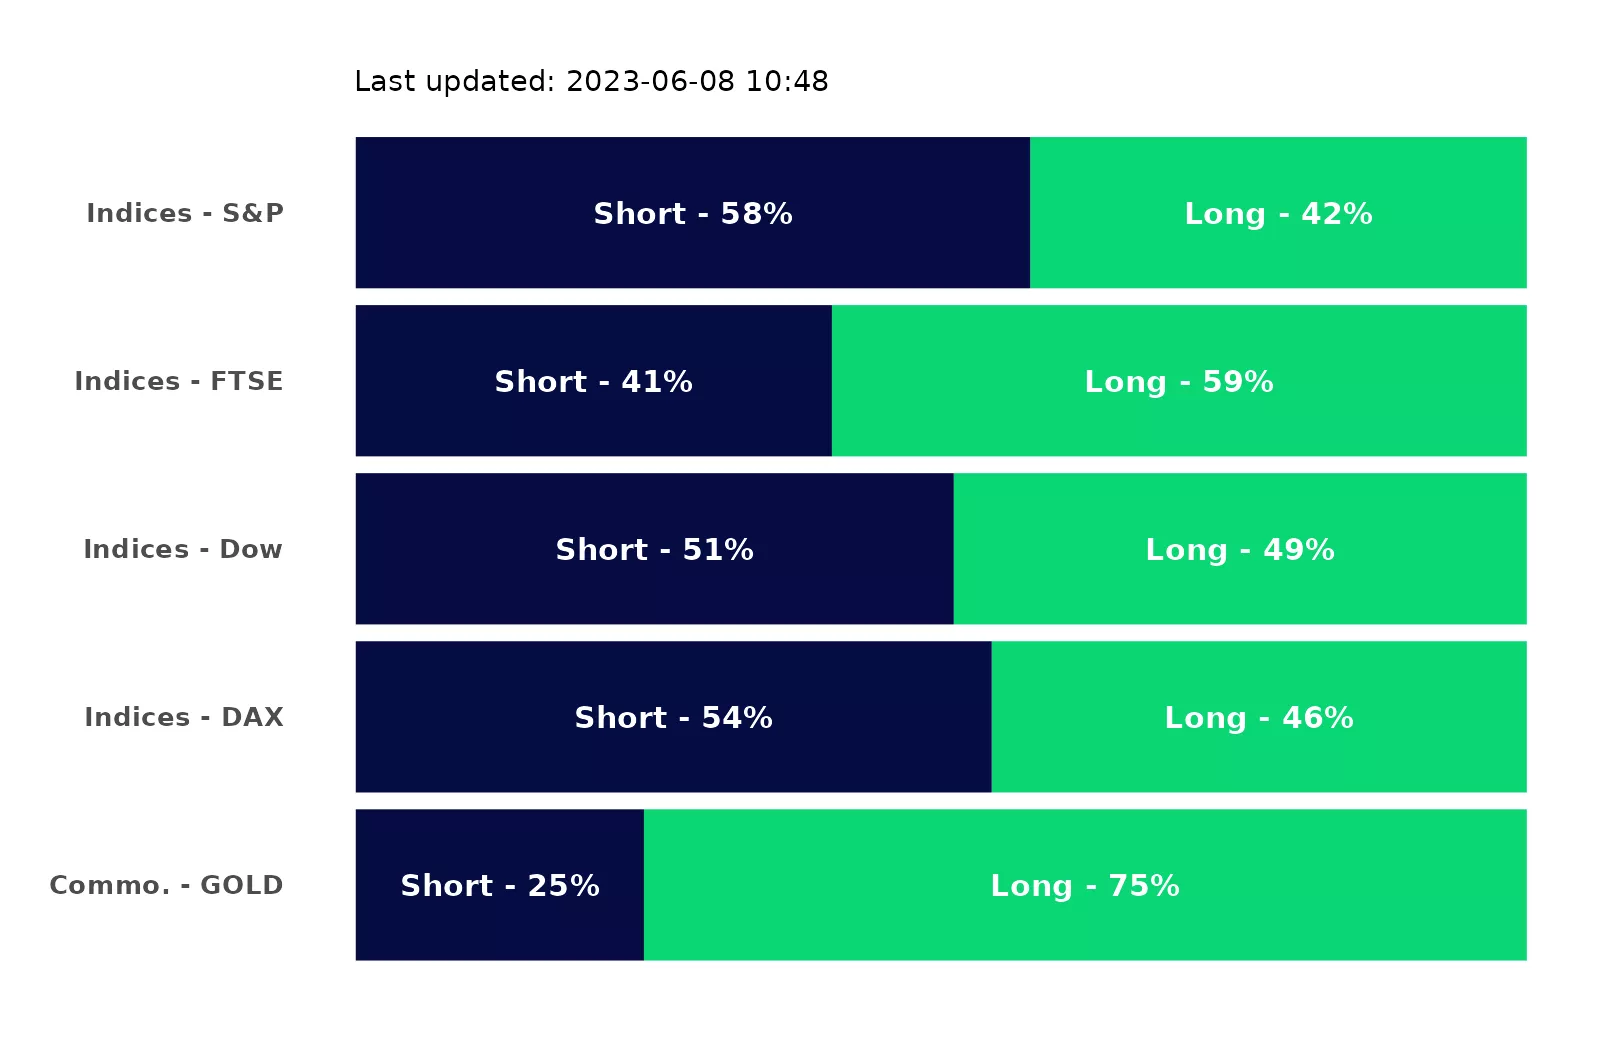 Last updated: 2023-06-08 10:48
Indices - S&P Short - 58% Long - 42%
Indices - FTSE Short - 41% Long - 59%
Indices - Dow Short - 51% Long - 49%
Indices - DAX Short - 54% Long - 46%
Commo. - GOLD Short - 25% Long - 75%